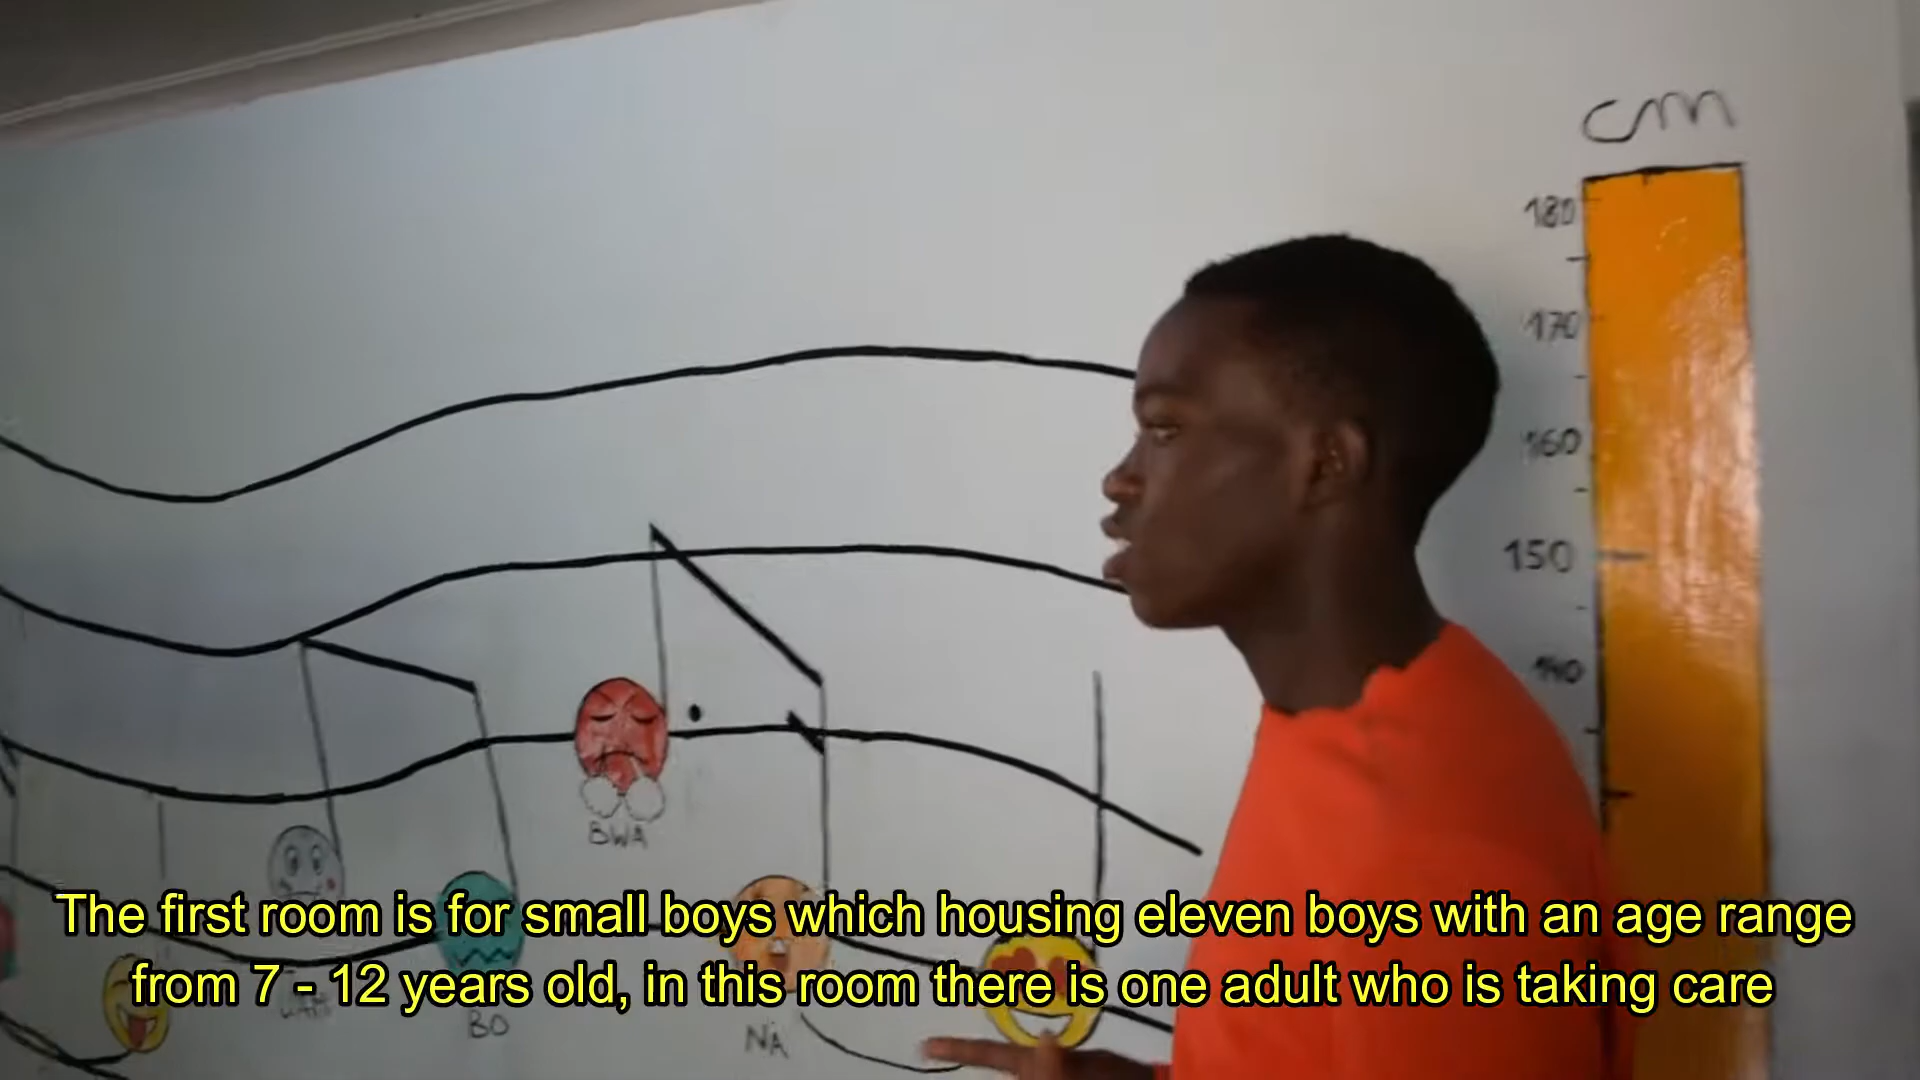 cm
180
170
160
150
140
BWA
The first room is for small boys which housing eleven boys with an age range
from 7 - 12 years old, in this room there is one adult who is taking care
BO
NA